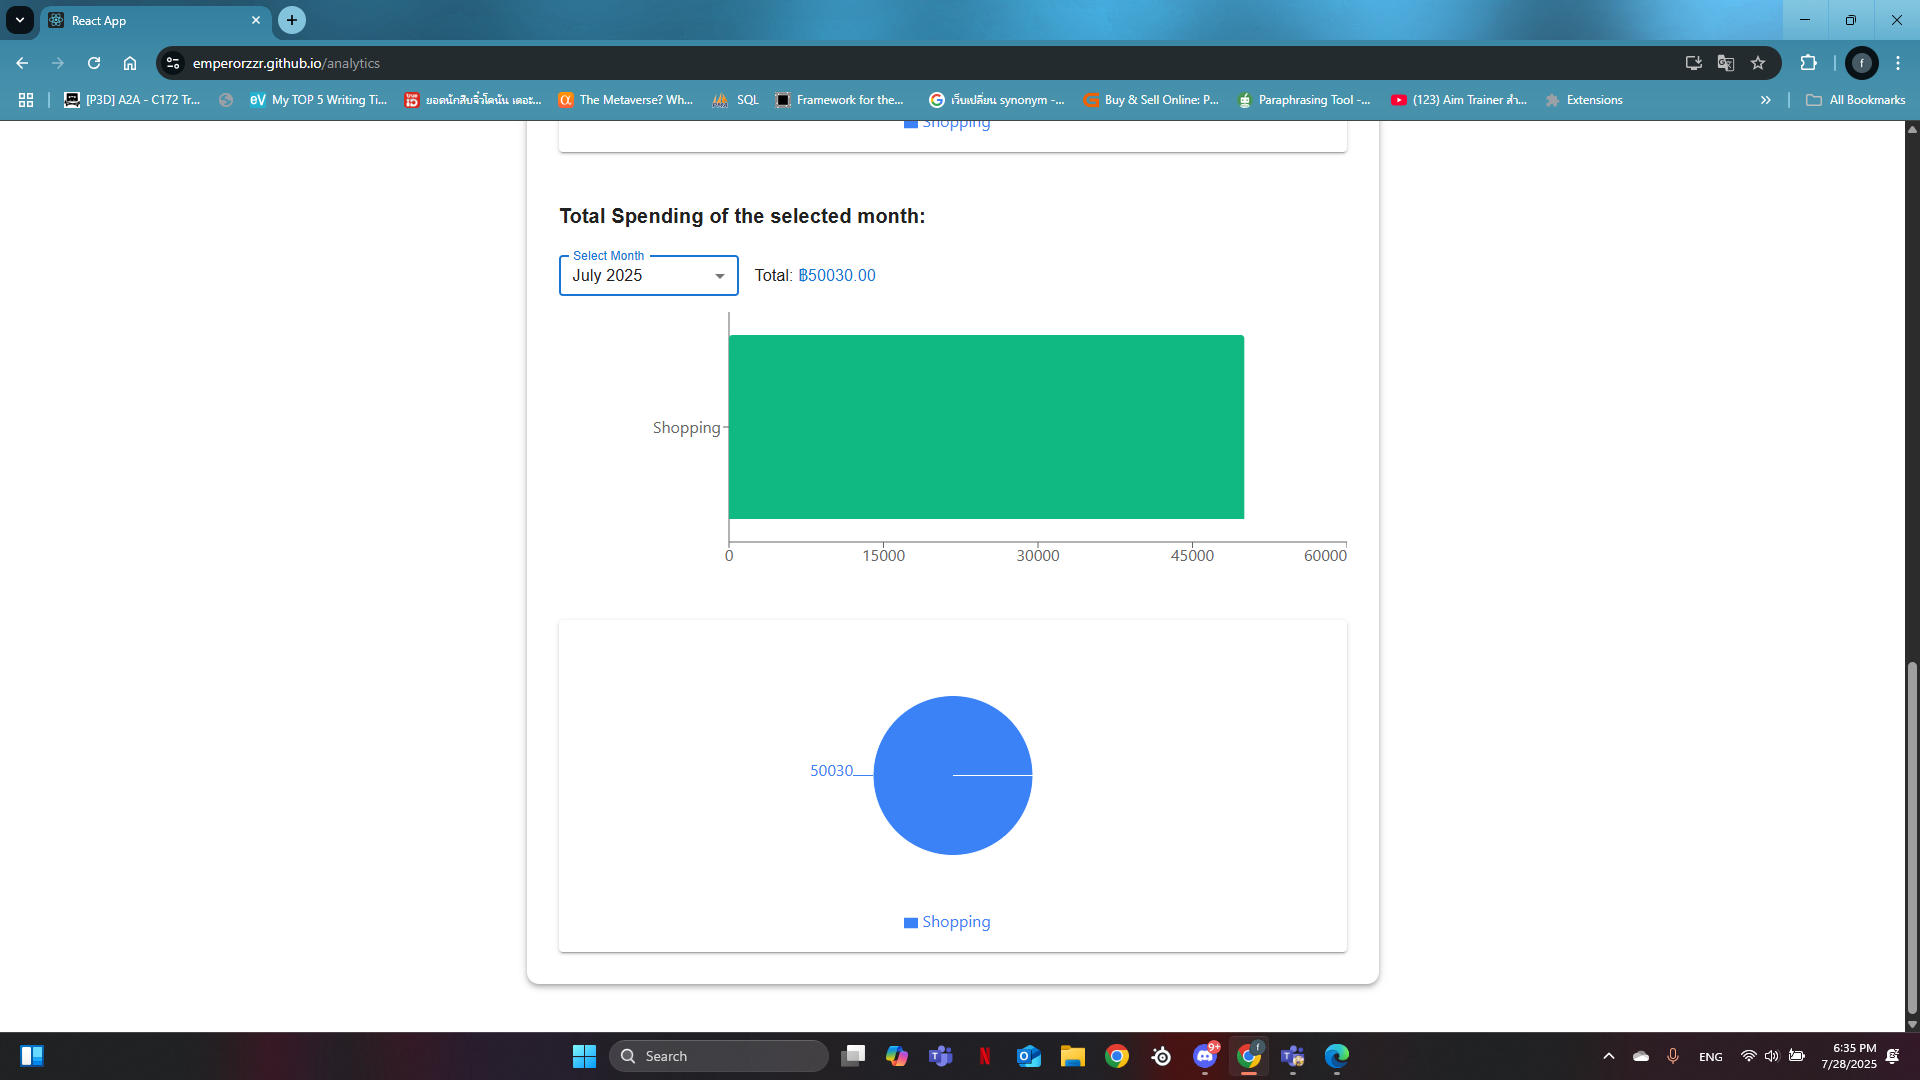 React App
emperorzzr.github.io/analytics
[P3D] A2A - C172 Tr...
My TOP 5 Writing Ti...
ยอดนักสืบจิ๋วโคนัน เดอะ...
The Metaverse? Wh...
SQL
Framework for the...
เว็บเปลี่ยน synonym -...
Buy & Sell Online: P...
Paraphrasing Tool -...
(123) Aim Trainer สำ...
Extensions
All Bookmarks
Shopping
Total Spending of the selected month:
Select Month
July 2025
Total: ฿50030.00
Shopping
0 15000 30000 45000 60000
50030
Shopping
Search
9+
ENG
6:35 PM
7/28/2025